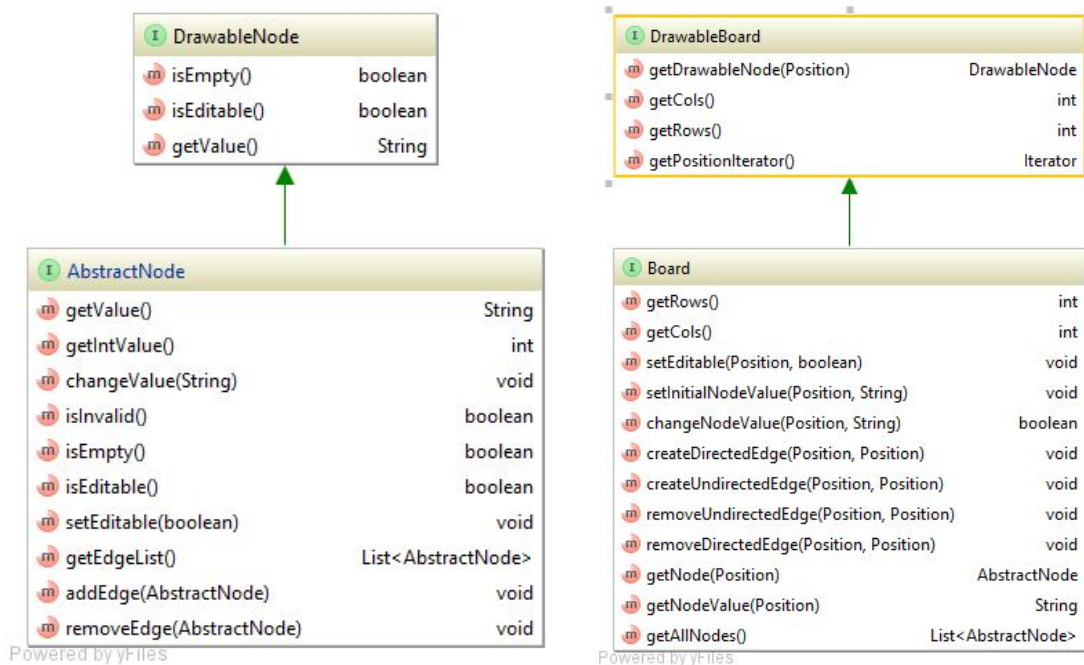 I DrawableNode
m isEmpty() boolean
m isEditable() boolean
m getValue() String
I AbstractNode
m getValue() String
m getIntValue() int
m changeValue(String) void
m isInvalid() boolean
m isEmpty() boolean
m isEditable() boolean
m setEditable(boolean) void
m getEdgeList() List<AbstractNode>
m addEdge(AbstractNode) void
m removeEdge(AbstractNode) void
Powered by yFiles
I DrawableBoard
m getDrawableNode(Position) DrawableNode
m getCols() int
m getRows() int
m getPositionIterator() Iterator
I Board
m getRows() int
m getCols() int
m setEditable(Position, boolean) void
m setInitialNodeValue(Position, String) void
m changeNodeValue(Position, String) boolean
m createDirectedEdge(Position, Position) void
m createUndirectedEdge(Position, Position) void
m removeUndirectedEdge(Position, Position) void
m removeDirectedEdge(Position, Position) void
m getNode(Position) AbstractNode
m getNodeValue(Position) String
m getAllNodes() List<AbstractNode>
Powered by yFiles